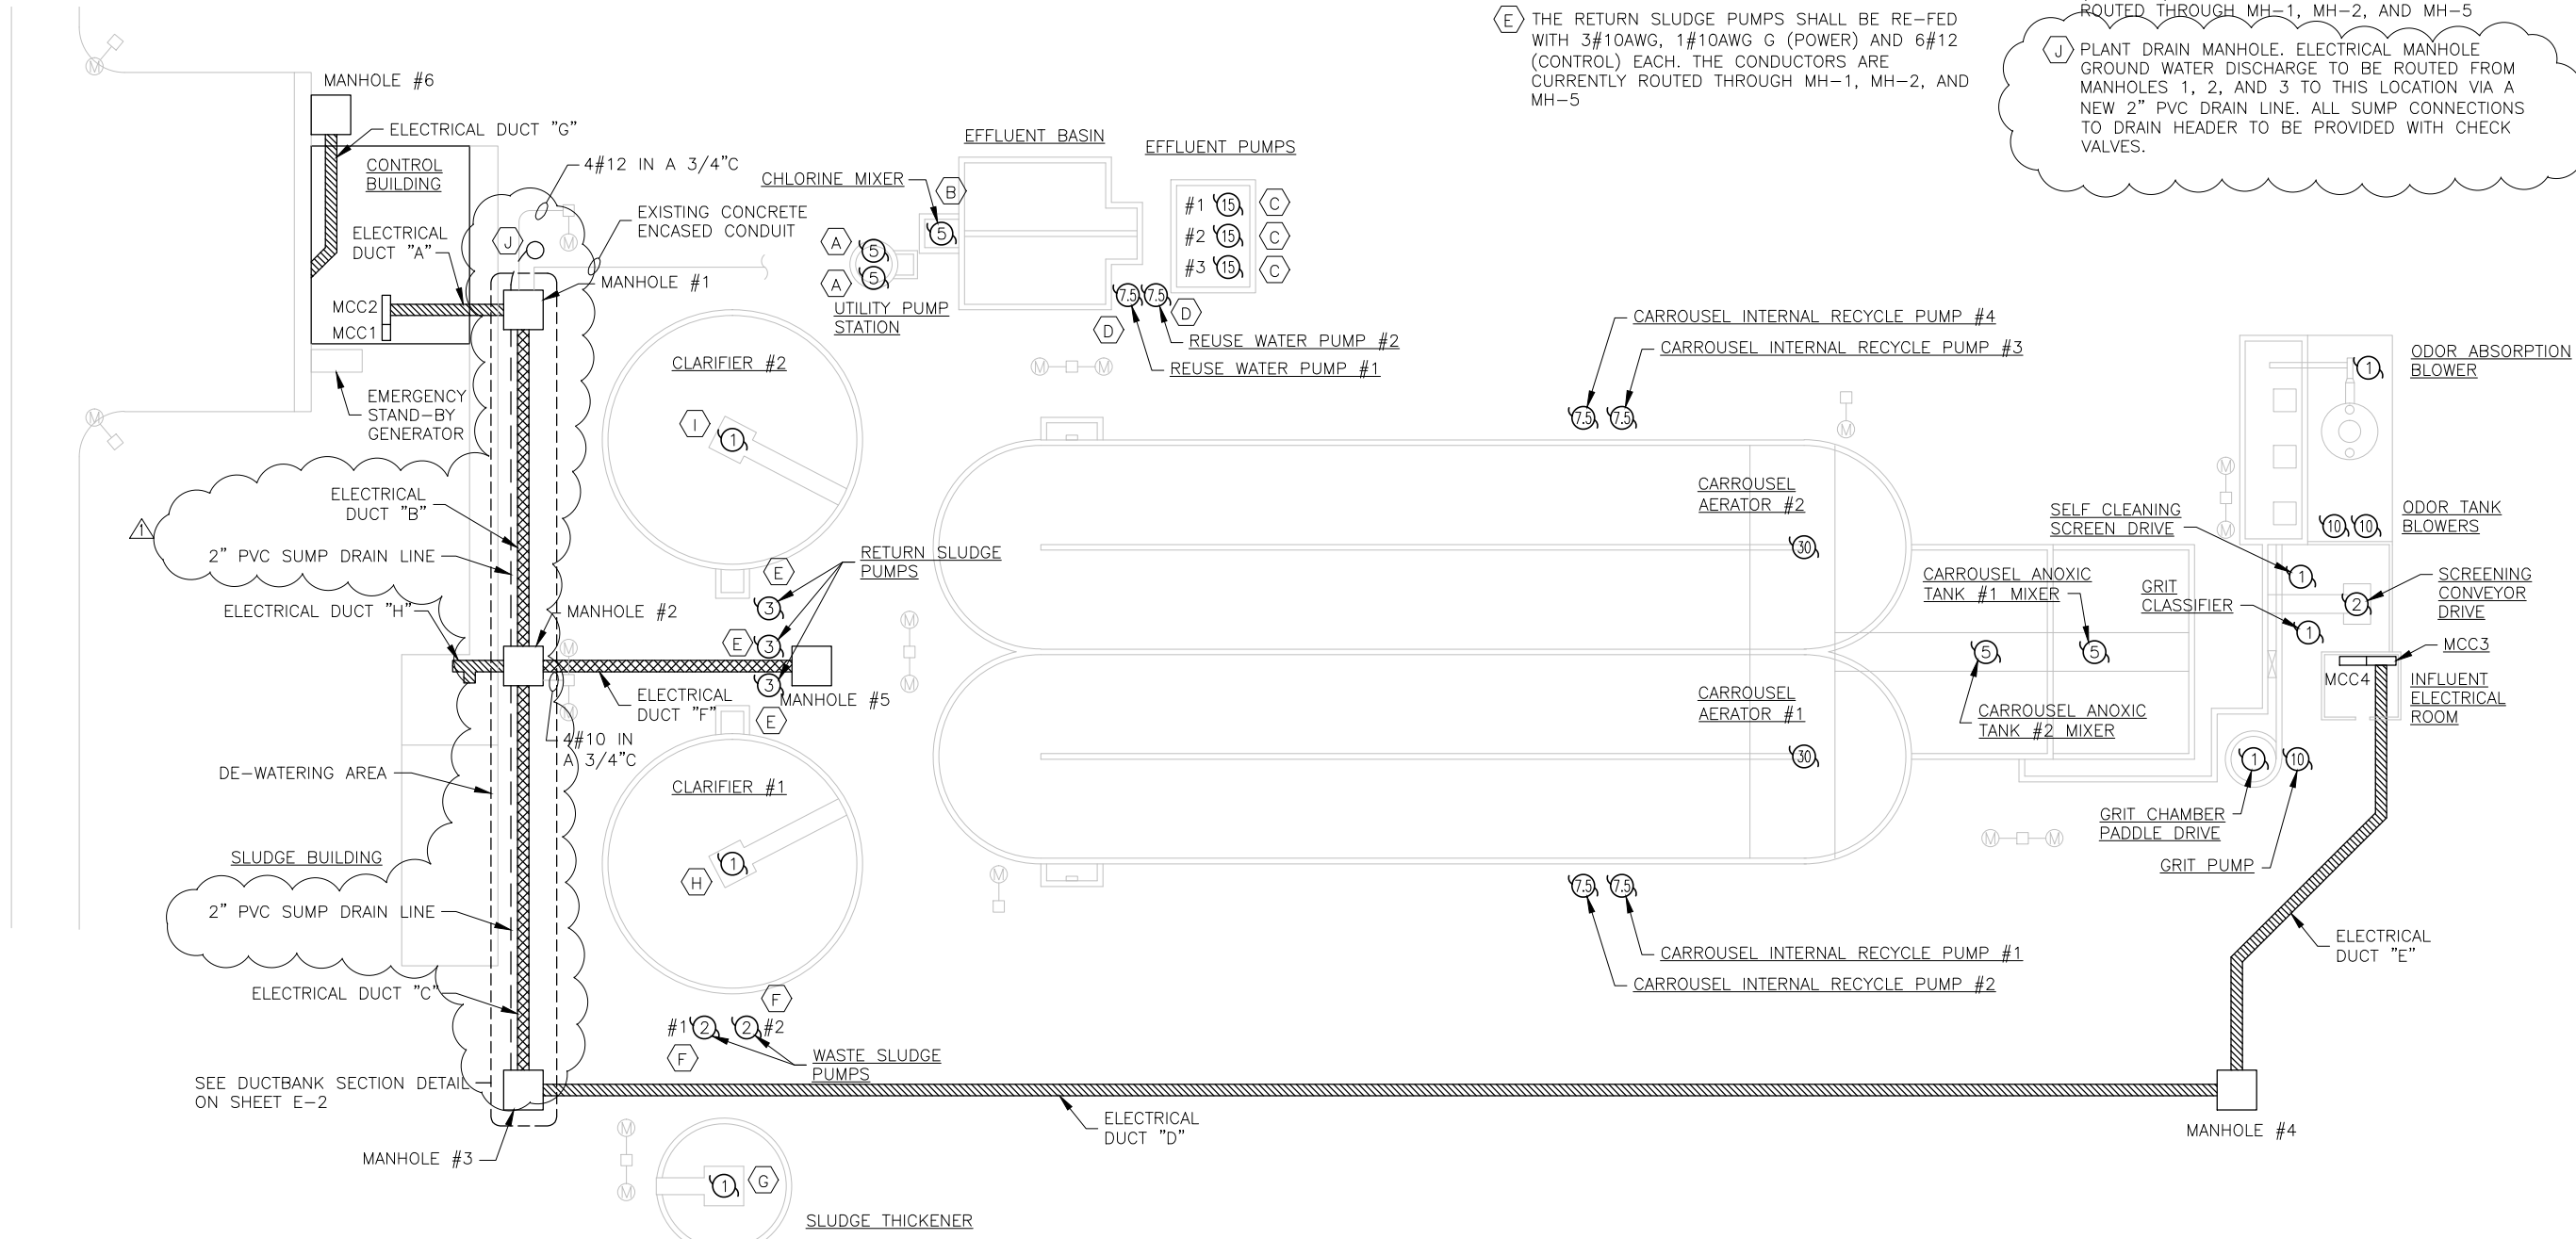 E THE RETURN SLUDGE PUMPS SHALL BE RE-FED
WITH 3#10AWG, 1#10AWG G (POWER) AND 6#12
(CONTROL) EACH. THE CONDUCTORS ARE
CURRENTLY ROUTED THROUGH MH-1, MH-2, AND
MH-5
ROUTED THROUGH MH-1, MH-2, AND MH-5
J PLANT DRAIN MANHOLE. ELECTRICAL MANHOLE
GROUND WATER DISCHARGE TO BE ROUTED FROM
MANHOLES 1, 2, AND 3 TO THIS LOCATION VIA A
NEW 2" PVC DRAIN LINE. ALL SUMP CONNECTIONS
TO DRAIN HEADER TO BE PROVIDED WITH CHECK
VALVES.
M
MANHOLE #6
ELECTRICAL DUCT "G"
CONTROL
BUILDING
4#12 IN A 3/4"C
EXISTING CONCRETE
ENCASED CONDUIT
J
M
ELECTRICAL
DUCT "A"
MANHOLE #1
MCC2
MCC1
EMERGENCY
STAND-BY
GENERATOR
M
CHLORINE MIXER
B
5
A
5
A
5
UTILITY PUMP
STATION
EFFLUENT BASIN
EFFLUENT PUMPS
#1 15 C
#2 15 C
#3 15 C
7.5
7.5
D
D
REUSE WATER PUMP #2
REUSE WATER PUMP #1
M
M
CLARIFIER #2
I
1
CARROUSEL INTERNAL RECYCLE PUMP #4
CARROUSEL INTERNAL RECYCLE PUMP #3
7.5
7.5
M
1
ODOR ABSORPTION
BLOWER
M
M
10
10
ODOR TANK
BLOWERS
1
ELECTRICAL
DUCT "B"
2" PVC SUMP DRAIN LINE
ELECTRICAL DUCT "H"
MANHOLE #2
M
M
RETURN SLUDGE
PUMPS
E
3
E
3
3
E
MANHOLE #5
ELECTRICAL
DUCT "F"
4#10 IN
A 3/4"C
M
M
CARROUSEL
AERATOR #2
30
CARROUSEL
AERATOR #1
30
SELF CLEANING
SCREEN DRIVE
1
CARROUSEL ANOXIC
TANK #1 MIXER
5
5
CARROUSEL ANOXIC
TANK #2 MIXER
GRIT
CLASSIFIER
1
2
SCREENING
CONVEYOR
DRIVE
MCC3
MCC4
INFLUENT
ELECTRICAL
ROOM
1
10
GRIT CHAMBER
PADDLE DRIVE
GRIT PUMP
M
M
DE-WATERING AREA
SLUDGE BUILDING
2" PVC SUMP DRAIN LINE
ELECTRICAL DUCT "C"
CLARIFIER #1
H
1
M
7.5
7.5
CARROUSEL INTERNAL RECYCLE PUMP #1
CARROUSEL INTERNAL RECYCLE PUMP #2
ELECTRICAL
DUCT "E"
F
#1 2
2 #2
F
WASTE SLUDGE
PUMPS
SEE DUCTBANK SECTION DETAIL
ON SHEET E-2
MANHOLE #3
ELECTRICAL
DUCT "D"
MANHOLE #4
M
M
1
G
SLUDGE THICKENER